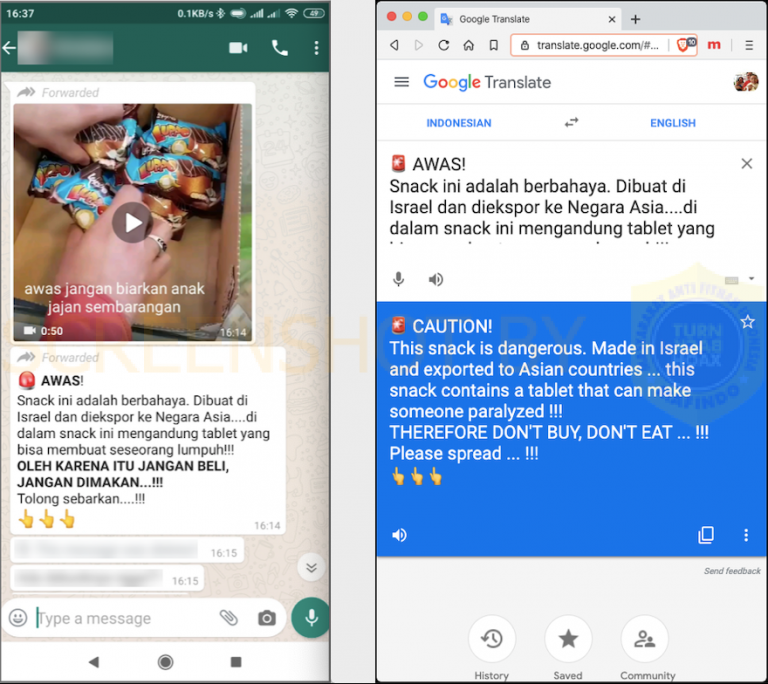 16:37
0.1KB/s
49
Forwarded
LUPPO
LUPPO
awas jangan biarkan anak
jajan sembarangan
0:50
16:14
Forwarded
🚨 AWAS!
Snack ini adalah berbahaya. Dibuat di
Israel dan diekspor ke Negara Asia....di
dalam snack ini mengandung tablet yang
bisa membuat seseorang lumpuh!!!
OLEH KARENA ITU JANGAN BELI,
JANGAN DIMAKAN...!!!
Tolong sebarkan....!!!
👆👆👆
16:14
16:15
16:15
Type a message
Google Translate
translate.google.com/#...
10
m
Google Translate
INDONESIAN
ENGLISH
🚨 AWAS!
Snack ini adalah berbahaya. Dibuat di
Israel dan diekspor ke Negara Asia....di
dalam snack ini mengandung tablet yang
🚨 CAUTION!
This snack is dangerous. Made in Israel
and exported to Asian countries ... this
snack contains a tablet that can make
someone paralyzed !!!
THEREFORE DON'T BUY, DON'T EAT ... !!!
Please spread ... !!!
👆👆👆
Send feedback
History
Saved
Community
SCREENSHOT BY
TURN
BACK
HOAX
MAFINDO